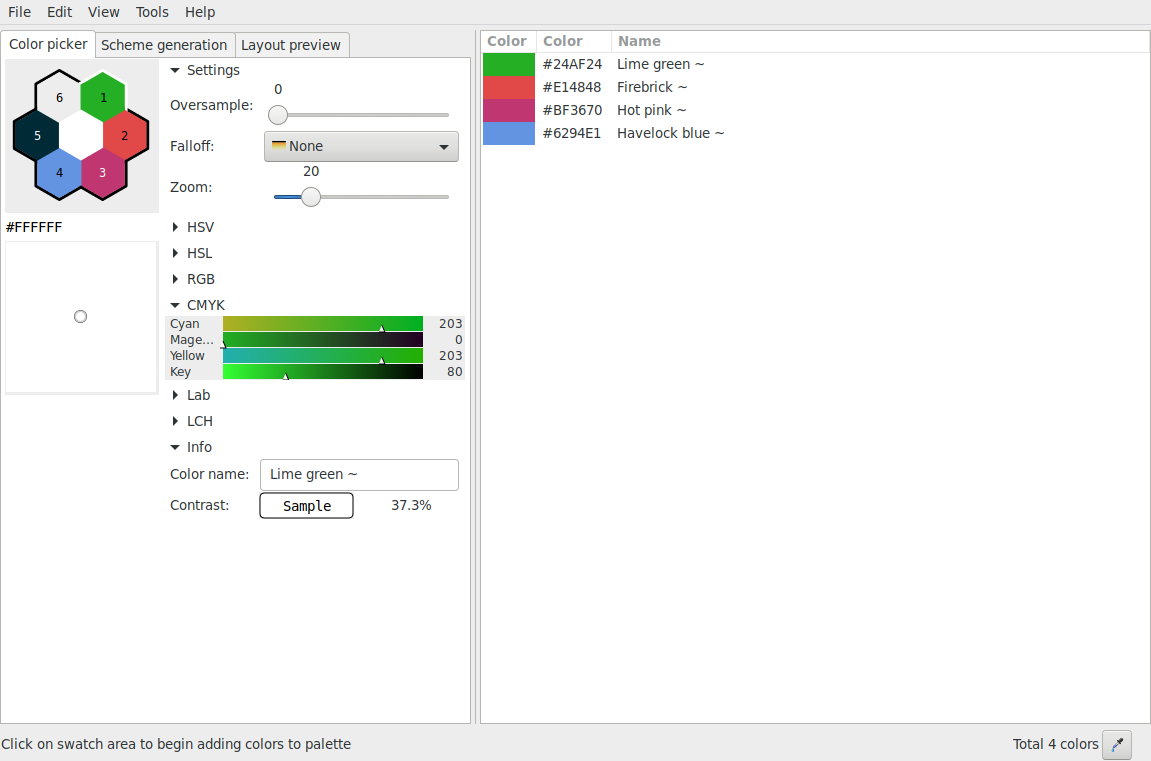 File Edit View Tools Help
Color picker Scheme generation Layout preview
6 1
5 2
4 3
#FFFFFF
Settings
0
Oversample:
Falloff: None
20
Zoom:
HSV
HSL
RGB
CMYK
Cyan 203
Mage... 0
Yellow 203
Key 80
Lab
LCH
Info
Color name: Lime green ~
Contrast: Sample 37.3%
Color Color Name
#24AF24 Lime green ~
#E14848 Firebrick ~
#BF3670 Hot pink ~
#6294E1 Havelock blue ~
Click on swatch area to begin adding colors to palette Total 4 colors